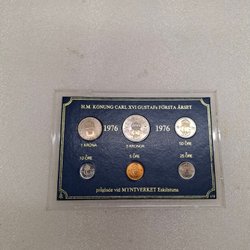 H.M. KONUNG CARL XVI GUSTAFs FÖRSTA ÅRSET
1976 1976
1 KRONA 5 KRONOR 50 ÖRE
10 ÖRE 5 ÖRE 25 ÖRE
präglade vid MYNTVERKET Eskilstuna